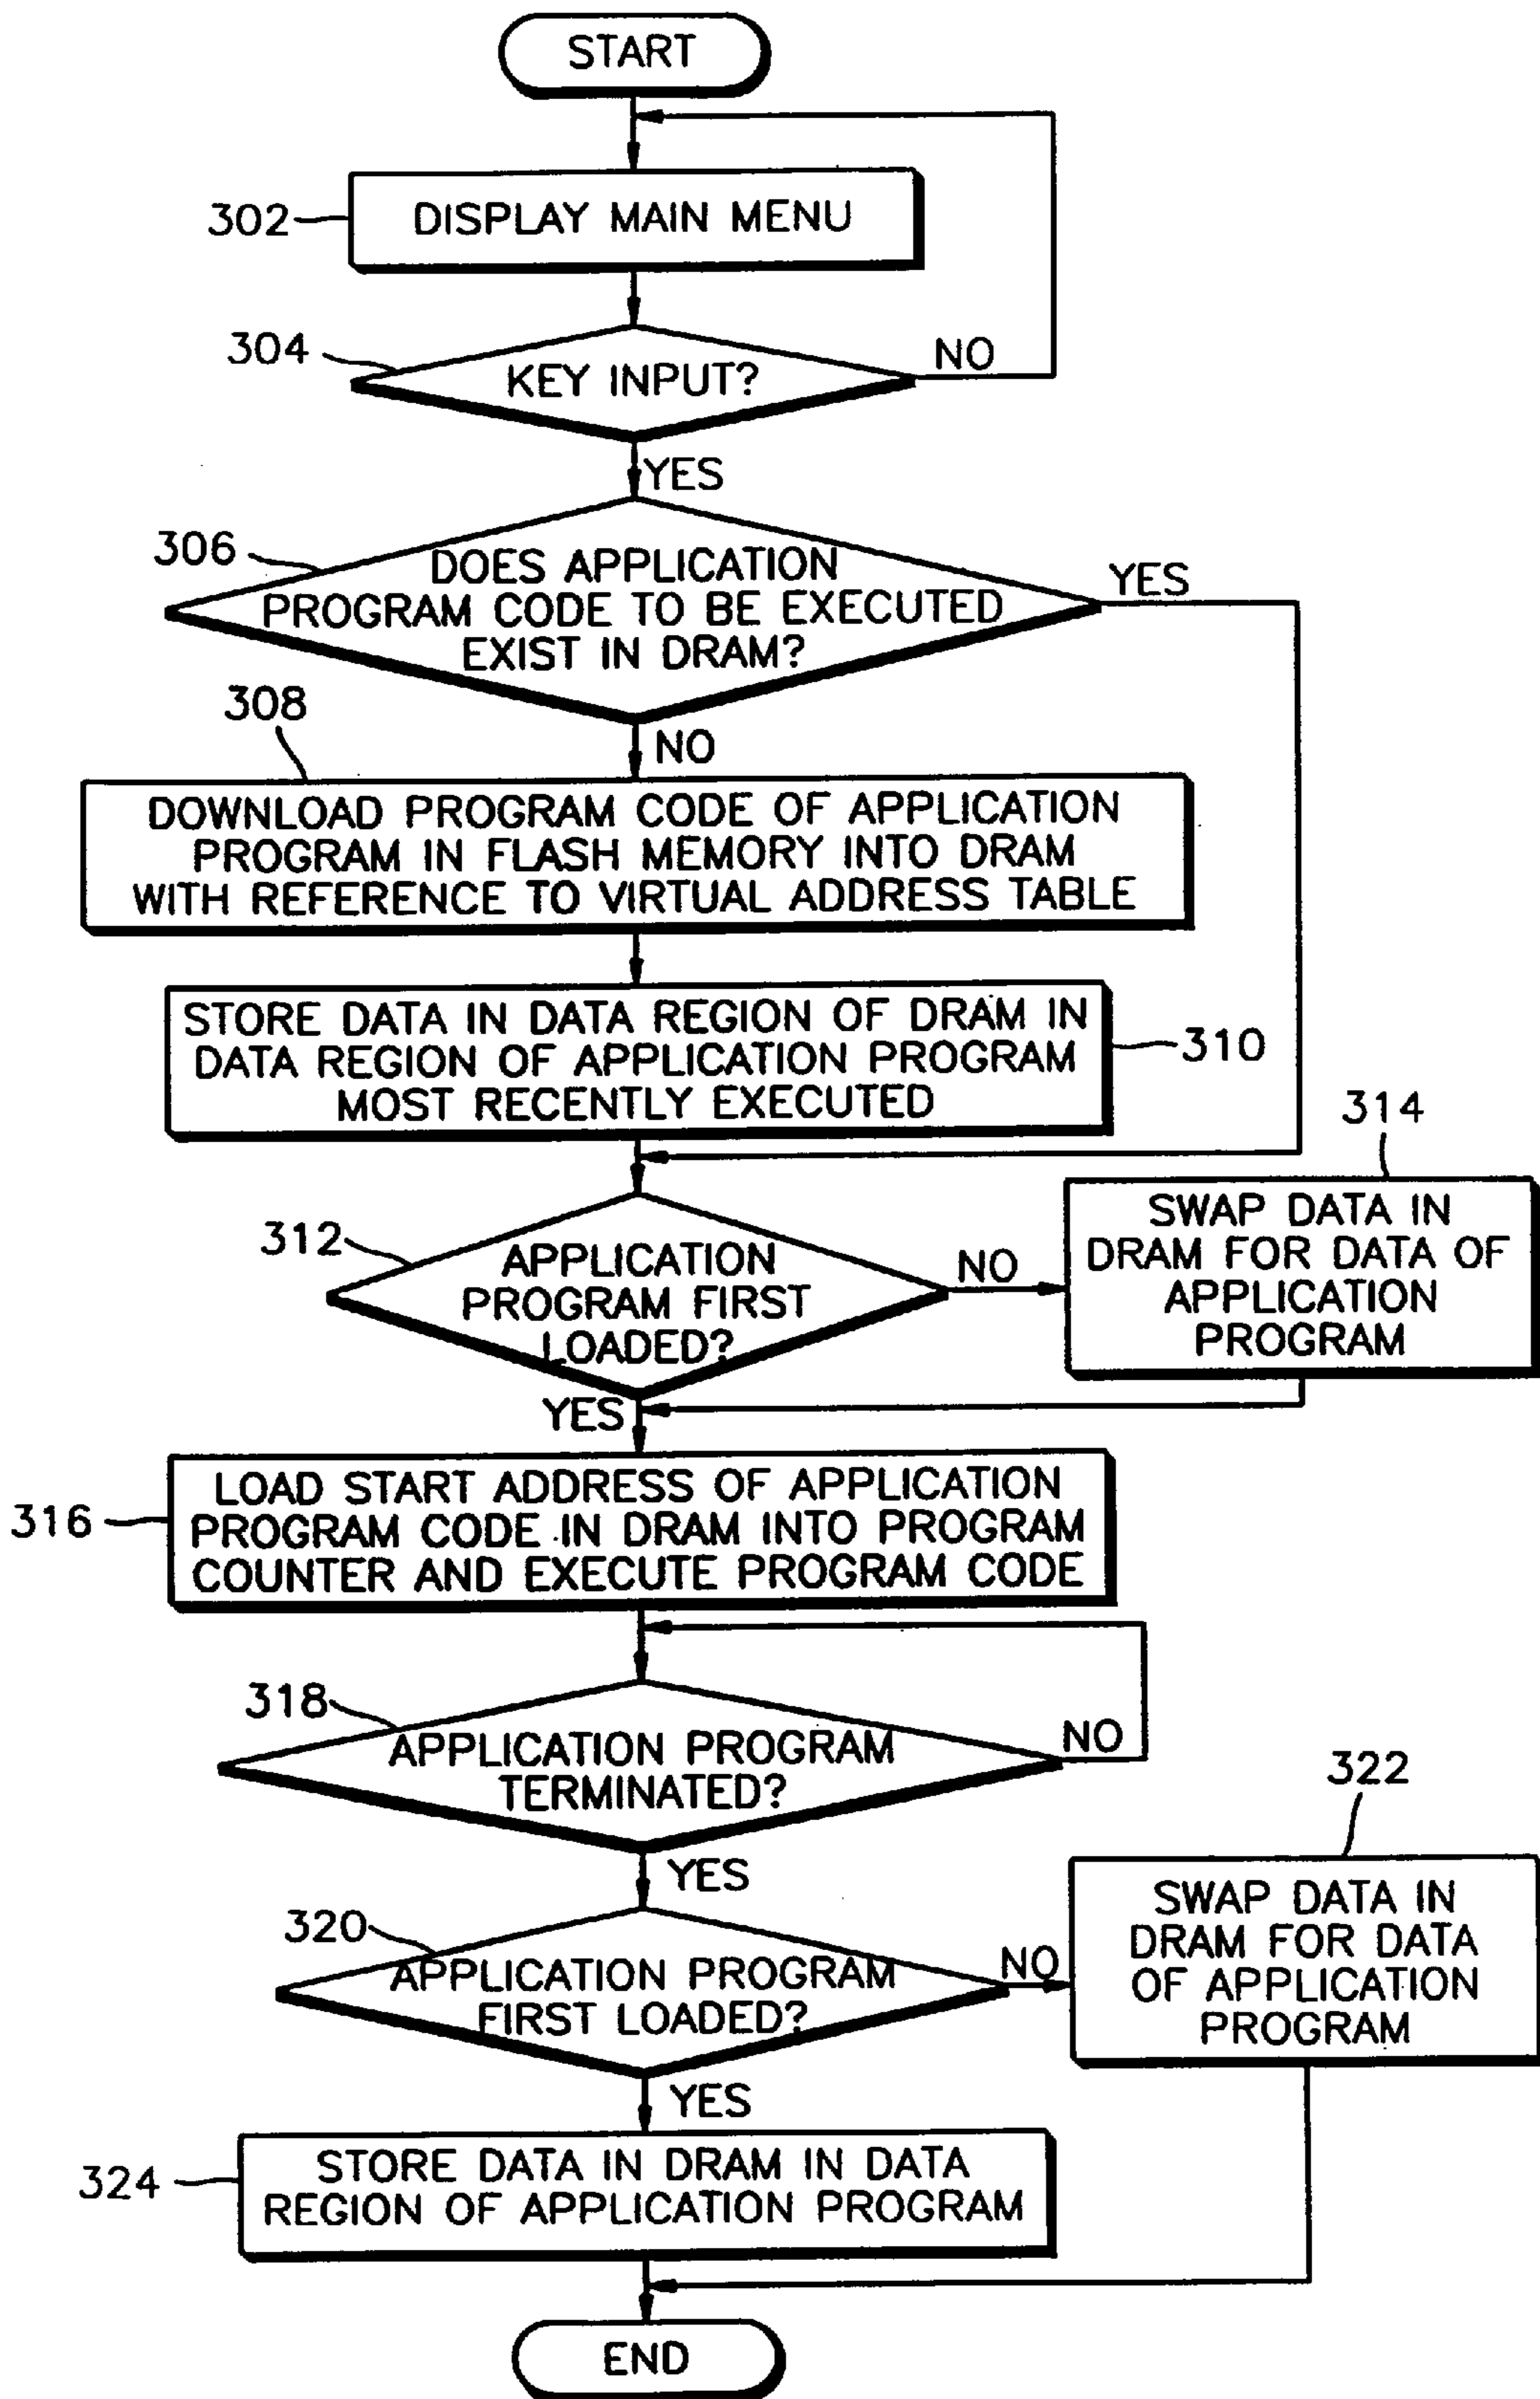 START
302
DISPLAY MAIN MENU
304
KEY INPUT?
NO
YES
306
DOES APPLICATION
PROGRAM CODE TO BE EXECUTED
EXIST IN DRAM?
YES
308
NO
DOWNLOAD PROGRAM CODE OF APPLICATION
PROGRAM IN FLASH MEMORY INTO DRAM
WITH REFERENCE TO VIRTUAL ADDRESS TABLE
STORE DATA IN DATA REGION OF DRAM IN
DATA REGION OF APPLICATION PROGRAM
MOST RECENTLY EXECUTED
310
312
APPLICATION
PROGRAM FIRST
LOADED?
NO
314
SWAP DATA IN
DRAM FOR DATA OF
APPLICATION
PROGRAM
YES
316
LOAD START ADDRESS OF APPLICATION
PROGRAM CODE IN DRAM INTO PROGRAM
COUNTER AND EXECUTE PROGRAM CODE
318
APPLICATION PROGRAM
TERMINATED?
NO
YES
320
APPLICATION PROGRAM
FIRST LOADED?
NO
322
SWAP DATA IN
DRAM FOR DATA
OF APPLICATION
PROGRAM
YES
324
STORE DATA IN DRAM IN DATA
REGION OF APPLICATION PROGRAM
END